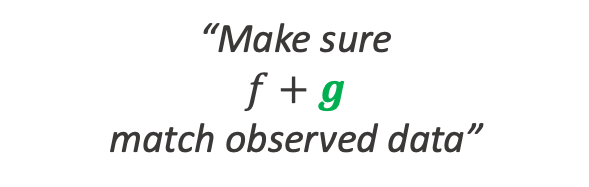 “Make sure
f + g
match observed data”